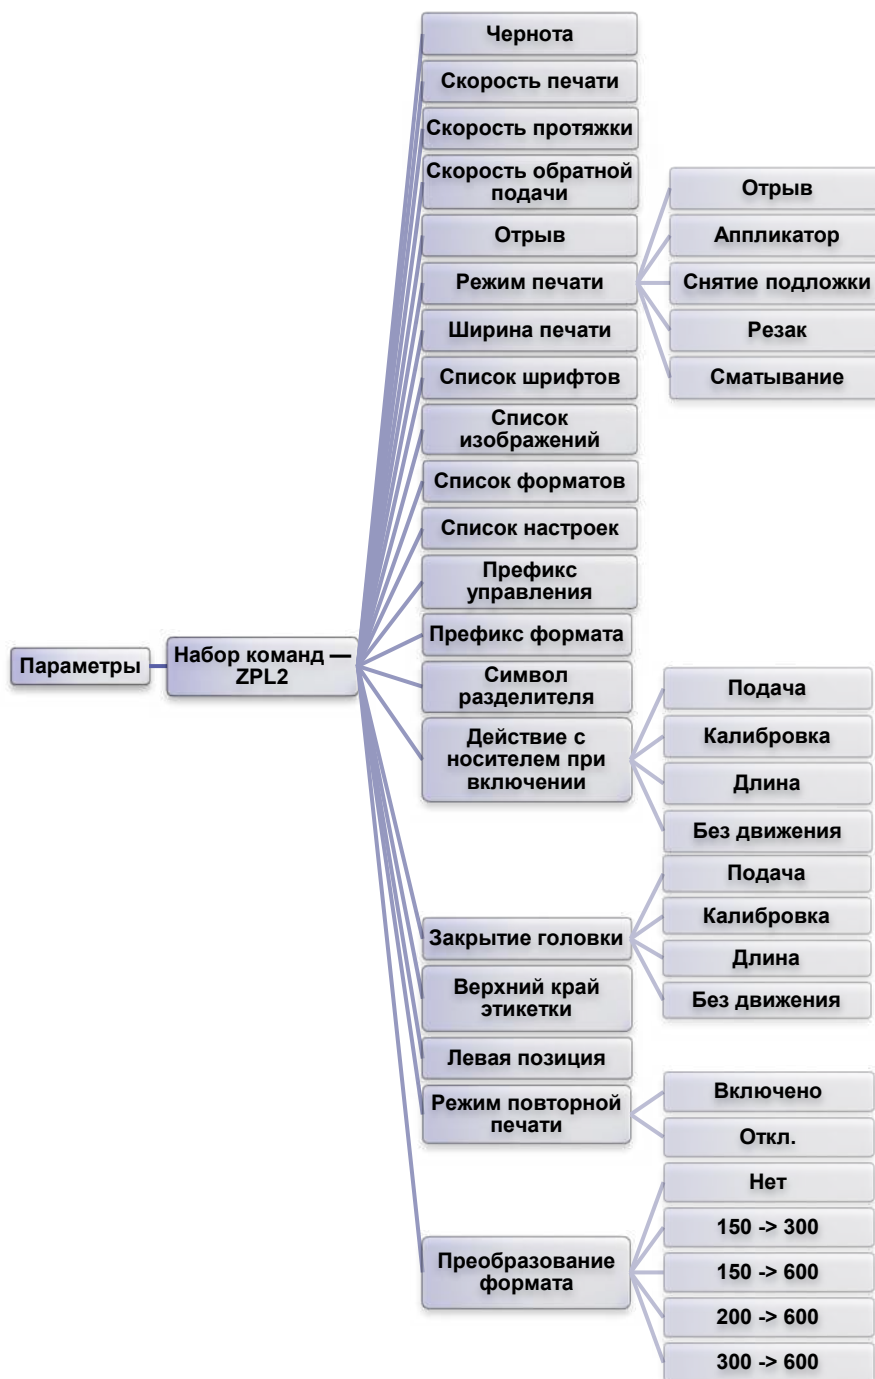 Параметры
Набор команд —
ZPL2
Чернота
Скорость печати
Скорость протяжки
Скорость обратной
подачи
Отрыв
Режим печати
Отрыв
Аппликатор
Снятие подложки
Резак
Сматывание
Ширина печати
Список шрифтов
Список
изображений
Список форматов
Список настроек
Префикс
управления
Префикс формата
Символ
разделителя
Действие с
носителем при
включении
Подача
Калибровка
Длина
Без движения
Закрытие головки
Подача
Калибровка
Длина
Без движения
Верхний край
этикетки
Левая позиция
Режим повторной
печати
Включено
Откл.
Преобразование
формата
Нет
150 -> 300
150 -> 600
200 -> 600
300 -> 600